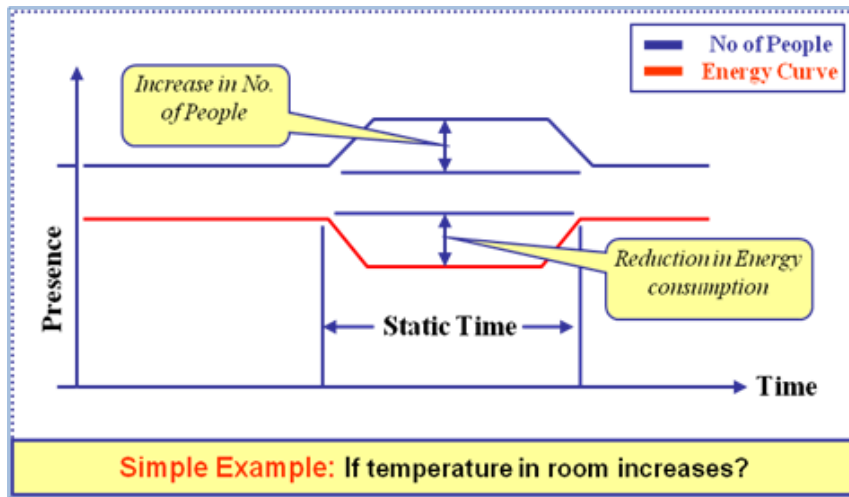 No of People
Energy Curve
Increase in No.
of People
Presence
Reduction in Energy
consumption
Static Time
Time
Simple Example: If temperature in room increases?